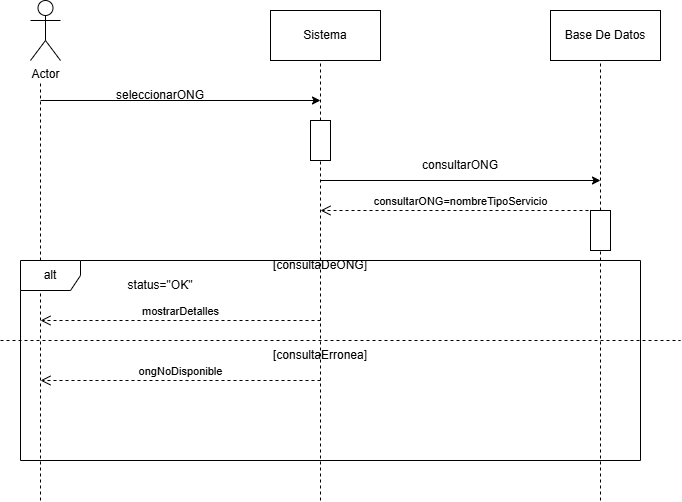 Sistema
Base De Datos
Actor
seleccionarONG
consultarONG
consultarONG=nombreTipoServicio
[consultaDeONG]
alt
status="OK"
mostrarDetalles
[consultaErronea]
ongNoDisponible